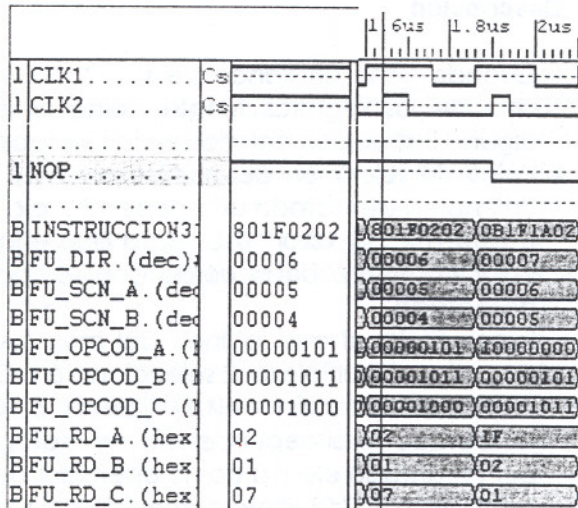 1.6us 1.8us 2us
1 CLK1........ Cs
1 CLK2........ Cs
1 NOP.........
B INSTRUCCION31 801F0202 801F0202 0B1F1A02
B FU_DIR.(dec) 00006 00006 00007
B FU_SCN_A.(dec 00005 00005 00006
B FU_SCN_B.(dec 00004 00004 00005
B FU_OPCOD_A.( 00000101 00000101 10000000
B FU_OPCOD_B.( 00001011 00001011 00000101
B FU_OPCOD_C.( 00001000 00001000 00001011
B FU_RD_A.(hex 02 02 1F
B FU_RD_B.(hex 01 01 02
B FU_RD_C.(hex 07 07 01